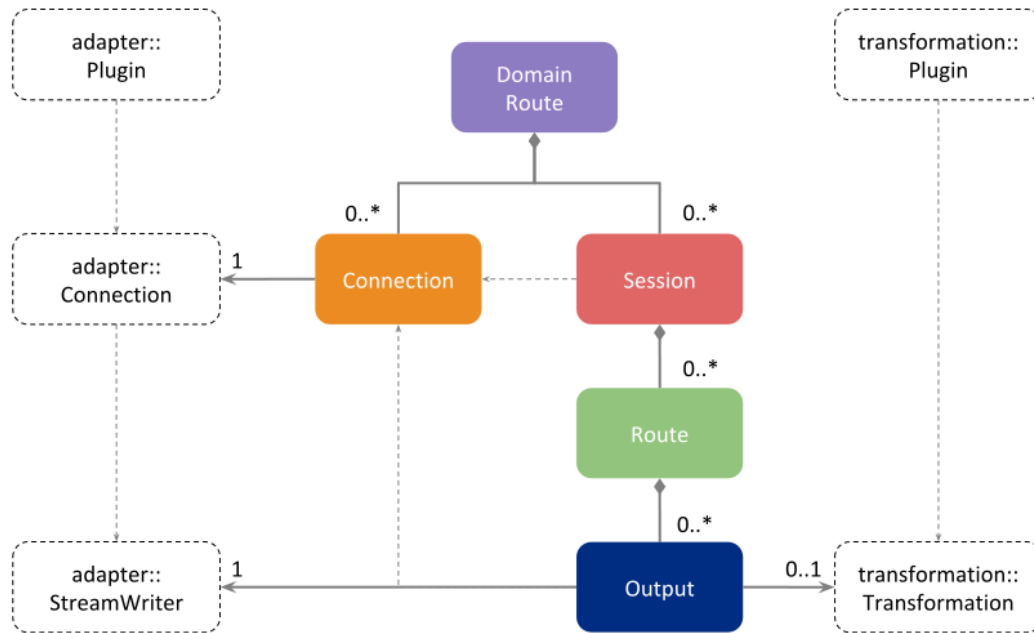 adapter::
Plugin
Domain
Route
transformation::
Plugin
0..*
0..*
adapter::
Connection
1
Connection
Session
0..*
Route
0..*
adapter::
StreamWriter
1
Output
0..1
transformation::
Transformation